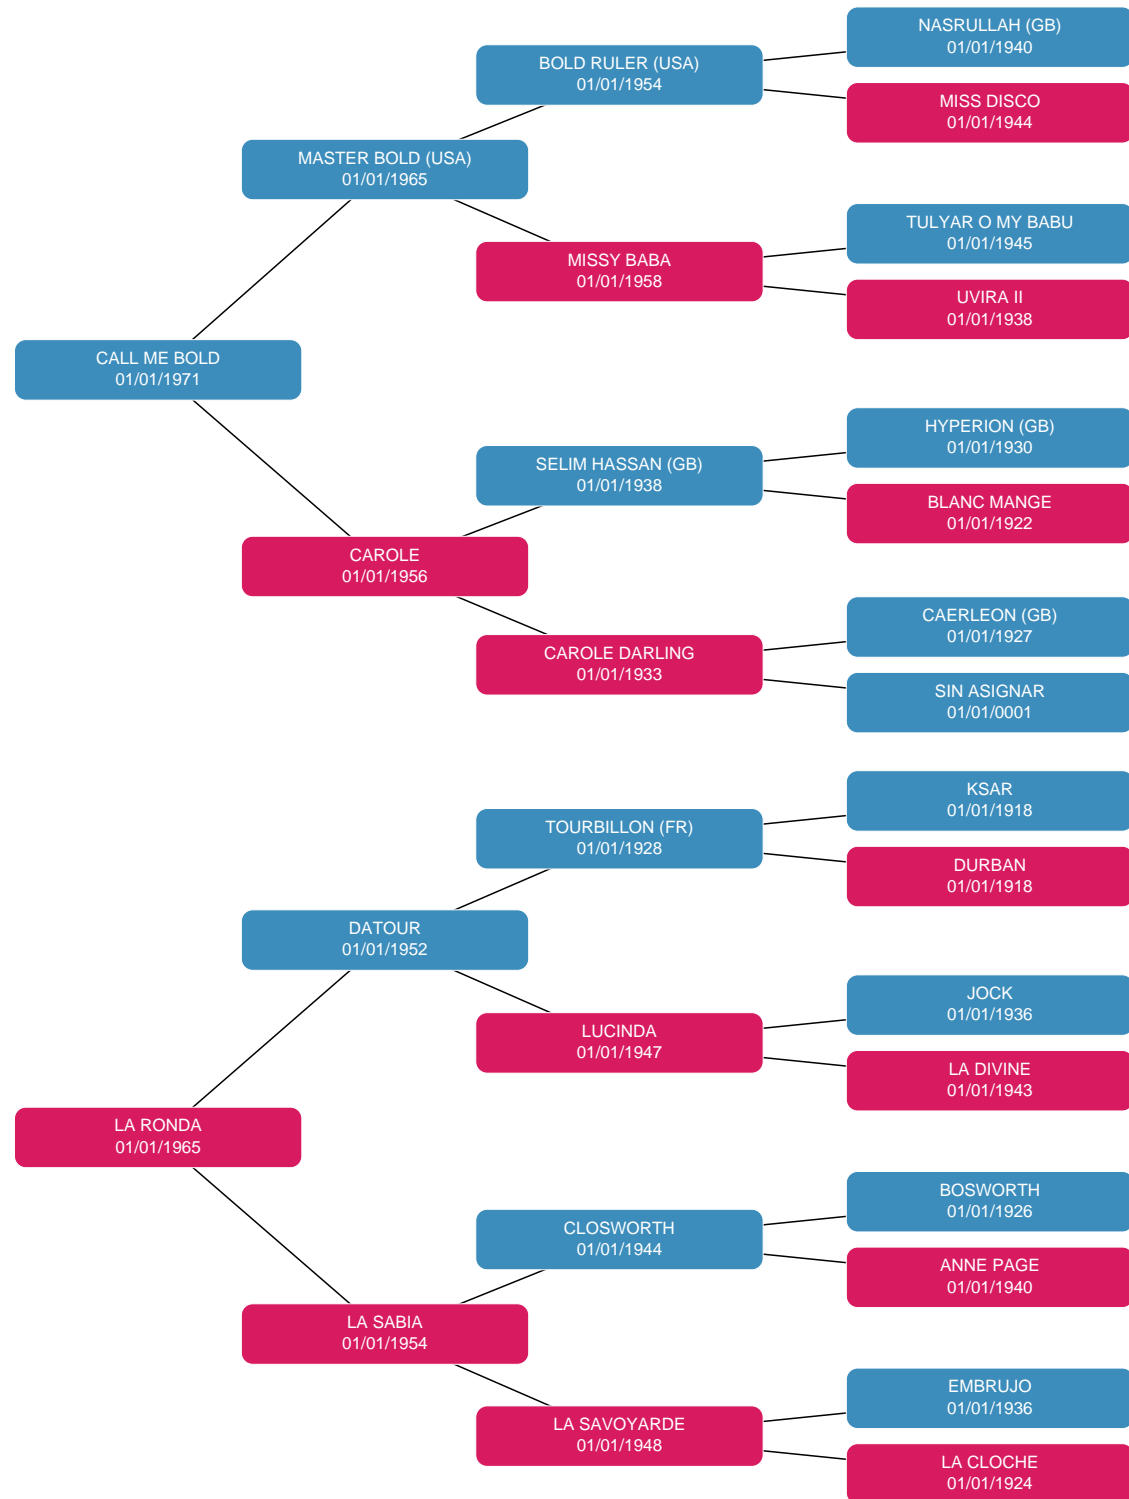 NASRULLAH (GB)
01/01/1940
BOLD RULER (USA)
01/01/1954
MISS DISCO
01/01/1944
MASTER BOLD (USA)
01/01/1965
TULYAR O MY BABU
01/01/1945
MISSY BABA
01/01/1958
UVIRA II
01/01/1938
CALL ME BOLD
01/01/1971
HYPERION (GB)
01/01/1930
SELIM HASSAN (GB)
01/01/1938
BLANC MANGE
01/01/1922
CAROLE
01/01/1956
CAERLEON (GB)
01/01/1927
CAROLE DARLING
01/01/1933
SIN ASIGNAR
01/01/0001
KSAR
01/01/1918
TOURBILLON (FR)
01/01/1928
DURBAN
01/01/1918
DATOUR
01/01/1952
JOCK
01/01/1936
LUCINDA
01/01/1947
LA DIVINE
01/01/1943
LA RONDA
01/01/1965
BOSWORTH
01/01/1926
CLOSWORTH
01/01/1944
ANNE PAGE
01/01/1940
LA SABIA
01/01/1954
EMBRUJO
01/01/1936
LA SAVOYARDE
01/01/1948
LA CLOCHE
01/01/1924